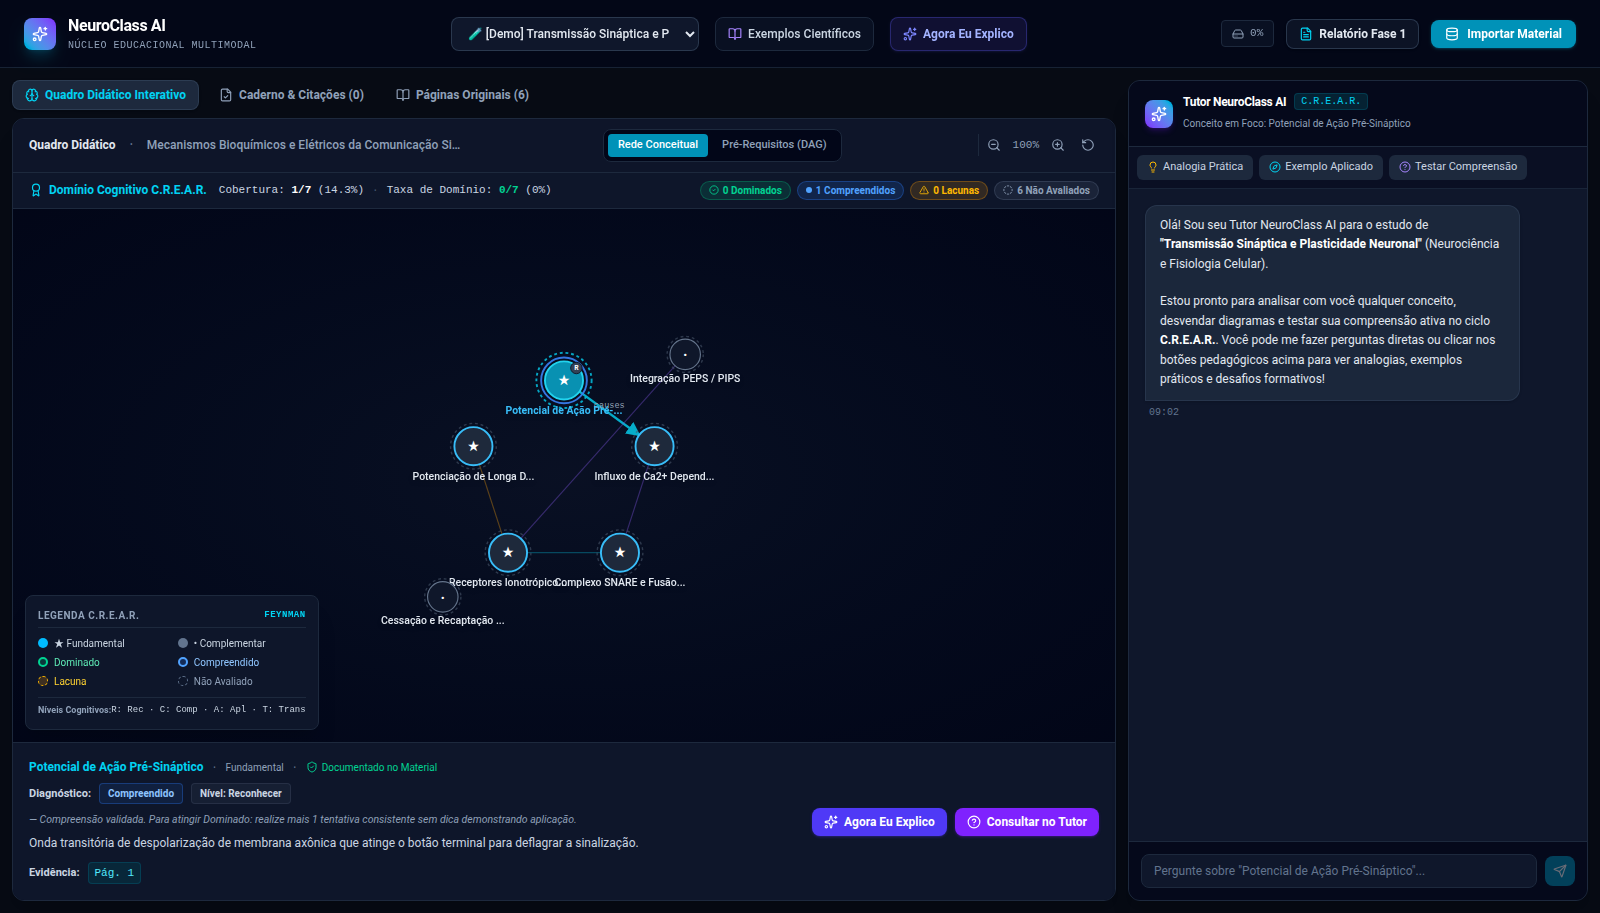 NeuroClass AI
NÚCLEO EDUCACIONAL MULTIMODAL
[Demo] Transmissão Sináptica e P
Exemplos Científicos
Agora Eu Explico
0%
Relatório Fase 1
Importar Material
Quadro Didático Interativo
Caderno & Citações (0)
Páginas Originais (6)
Quadro Didático · Mecanismos Bioquímicos e Elétricos da Comunicação Si...
Rede Conceitual
Pré-Requisitos (DAG)
100%
Domínio Cognitivo C.R.E.A.R.
Cobertura: 1/7 (14.3%) · Taxa de Domínio: 0/7 (0%)
0 Dominados
1 Compreendidos
0 Lacunas
6 Não Avaliados
Integração PEPS / PIPS
R
Potencial de Ação Pré-...
causes
Potenciação de Longa D...
Influxo de Ca2+ Depend...
Receptores Ionotrópico...
Complexo SNARE e Fusão...
Cessação e Recaptação ...
LEGENDA C.R.E.A.R.
FEYNMAN
★ Fundamental
• Complementar
Dominado
Compreendido
Lacuna
Não Avaliado
Níveis Cognitivos:R: Rec · C: Comp · A: Apl · T: Trans
Potencial de Ação Pré-Sináptico · Fundamental · Documentado no Material
Diagnóstico: Compreendido Nível: Reconhecer
— Compreensão validada. Para atingir Dominado: realize mais 1 tentativa consistente sem dica demonstrando aplicação.
Onda transitória de despolarização de membrana axônica que atinge o botão terminal para deflagrar a sinalização.
Evidência: Pág. 1
Agora Eu Explico
Consultar no Tutor
Tutor NeuroClass AI C.R.E.A.R.
Conceito em Foco: Potencial de Ação Pré-Sináptico
Analogia Prática
Exemplo Aplicado
Testar Compreensão
Olá! Sou seu Tutor NeuroClass AI para o estudo de
"Transmissão Sináptica e Plasticidade Neuronal" (Neurociência
e Fisiologia Celular).
Estou pronto para analisar com você qualquer conceito,
desvendar diagramas e testar sua compreensão ativa no ciclo
C.R.E.A.R.. Você pode me fazer perguntas diretas ou clicar nos
botões pedagógicos acima para ver analogias, exemplos
práticos e desafios formativos!
09:02
Pergunte sobre "Potencial de Ação Pré-Sináptico"...